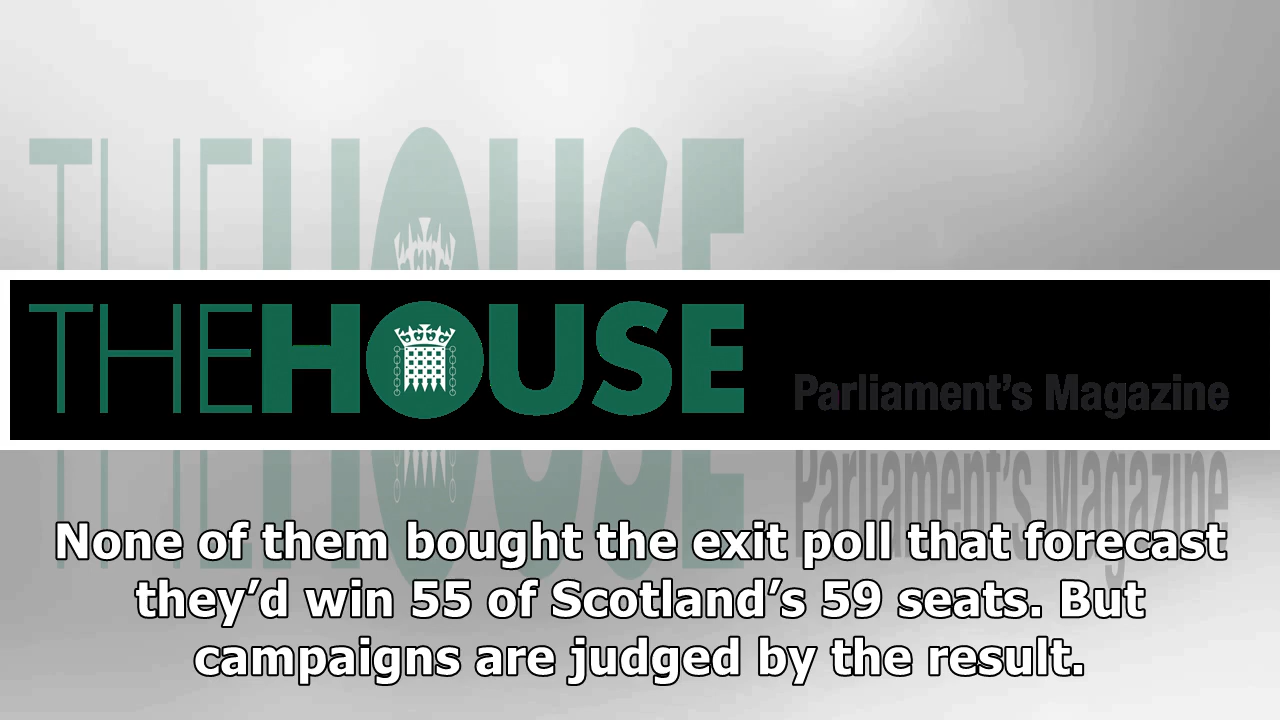 THEHOUSE
Parliament's Magazine
None of them bought the exit poll that forecast
they’d win 55 of Scotland’s 59 seats. But
campaigns are judged by the result.